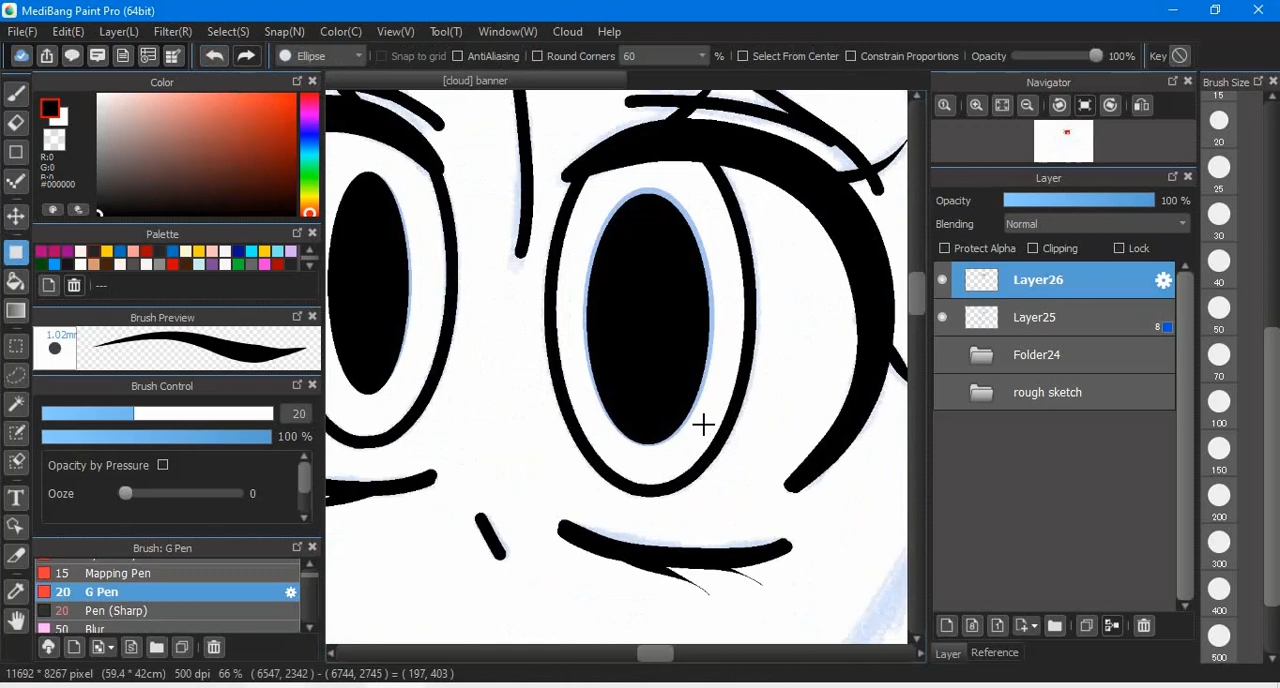 MediBang Paint Pro (64bit)
File(F) Edit(E) Layer(L) Filter(R) Select(S) Snap(N) Color(C) View(V) Tool(T) Window(W) Cloud Help
Ellipse Snap to grid AntiAliasing Round Corners 60 % Select From Center Constrain Proportions Opacity 100% Key
Color
[cloud] banner
Navigator
Brush Size
R:0
G:0
B:0
#000000
Palette
---
Brush Preview
1.02m
Brush Control
20
100 %
Opacity by Pressure
Ooze 0
Brush: G Pen
15 Mapping Pen
20 G Pen
20 Pen (Sharp)
50 Blur
Layer
Opacity 100 %
Blending Normal
Protect Alpha Clipping Lock
Layer26
Layer25
8
Folder24
rough sketch
8 1
Layer Reference
15
20
25
30
40
50
70
100
150
200
300
400
500
11692 * 8267 pixel (59.4 * 42cm) 500 dpi 66 % ( 6547, 2342 ) - ( 6744, 2745 ) = ( 197, 403 )